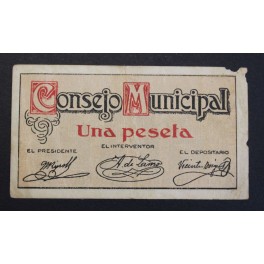 Consejo Municipal
Una peseta
EL PRESIDENTE
EL INTERVENTOR
EL DEPOSITARIO